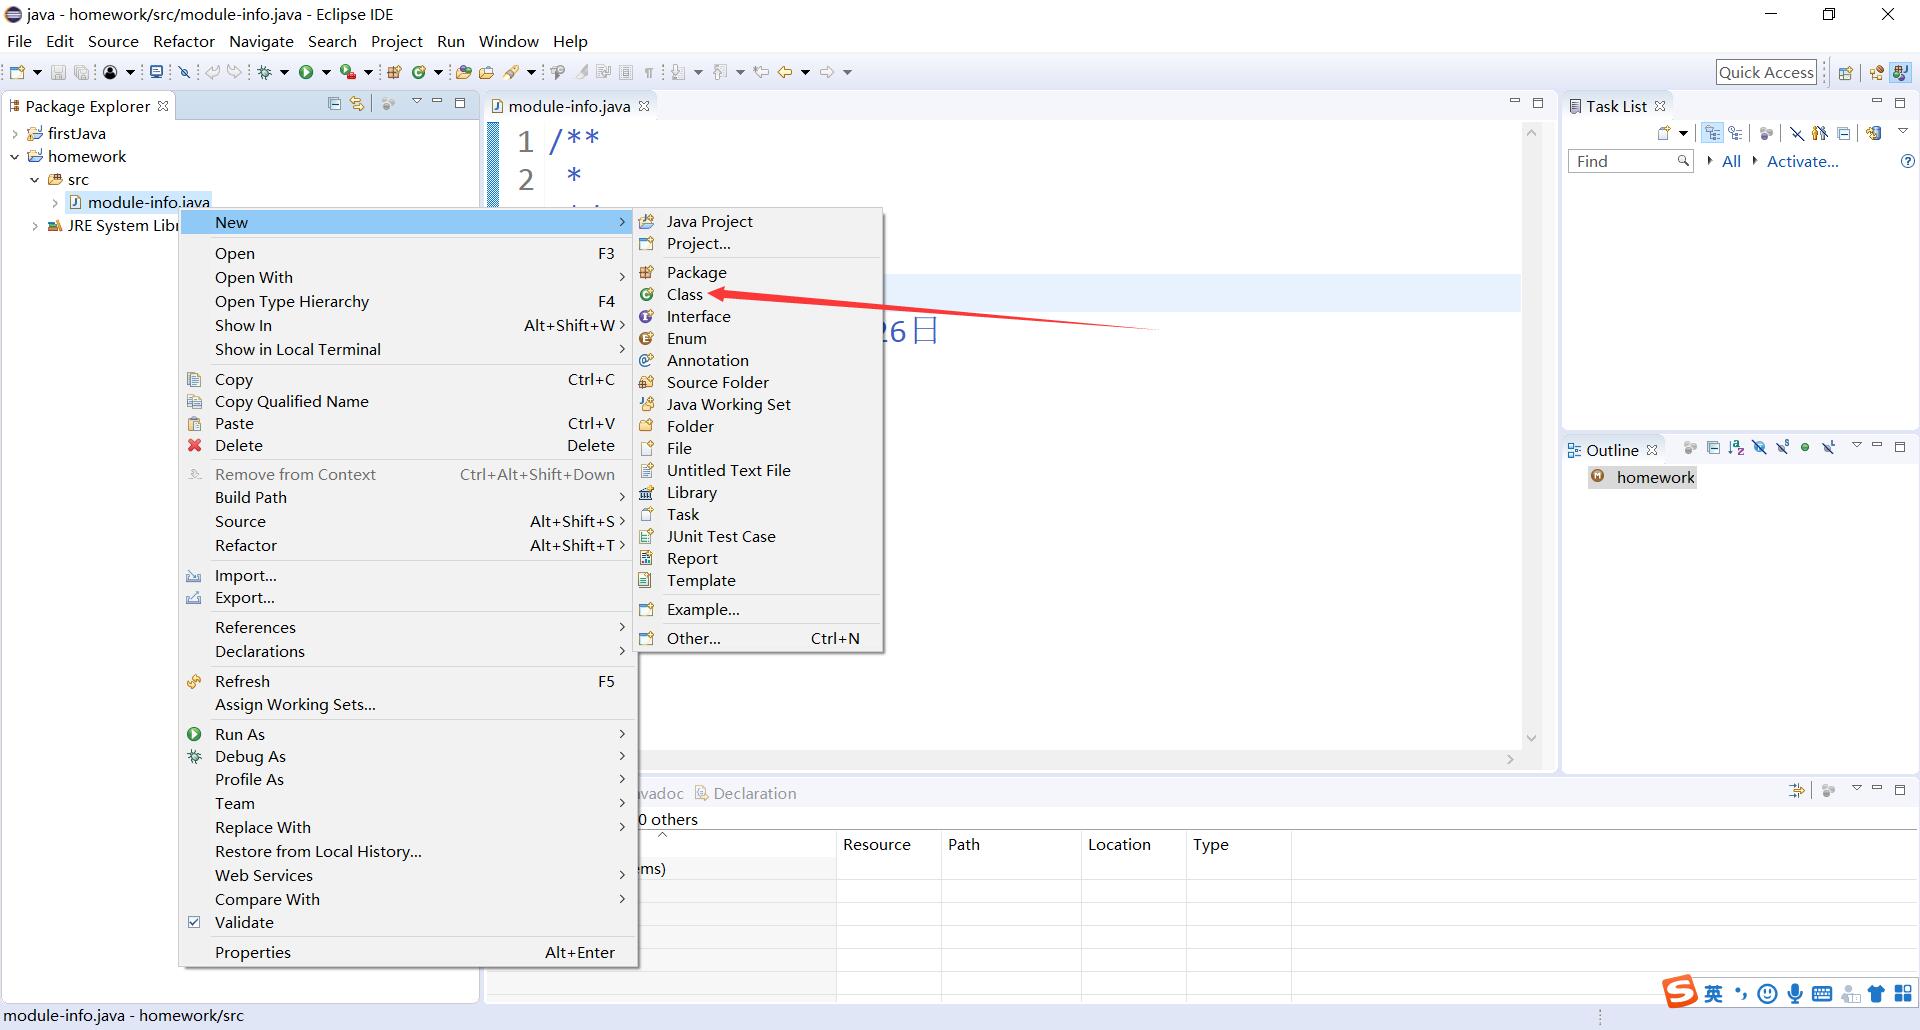 java - homework/src/module-info.java - Eclipse IDE
File Edit Source Refactor Navigate Search Project Run Window Help
Quick Access
Package Explorer
firstJava
homework
src
module-info.java
JRE System Libr
module-info.java
1 /**
2 *
26日
New
Open F3
Open With
Open Type Hierarchy F4
Show In Alt+Shift+W
Show in Local Terminal
Copy Ctrl+C
Copy Qualified Name
Paste Ctrl+V
Delete Delete
Remove from Context Ctrl+Alt+Shift+Down
Build Path
Source Alt+Shift+S
Refactor Alt+Shift+T
Import...
Export...
References
Declarations
Refresh F5
Assign Working Sets...
Run As
Debug As
Profile As
Team
Replace With
Restore from Local History...
Web Services
Compare With
Validate
Properties Alt+Enter
Java Project
Project...
Package
Class
Interface
Enum
Annotation
Source Folder
Java Working Set
Folder
File
Untitled Text File
Library
Task
JUnit Test Case
Report
Template
Example...
Other... Ctrl+N
Task List
Find
All
Activate...
Outline
homework
avadoc Declaration
0 others
Resource Path Location Type
ems)
英
module-info.java - homework/src